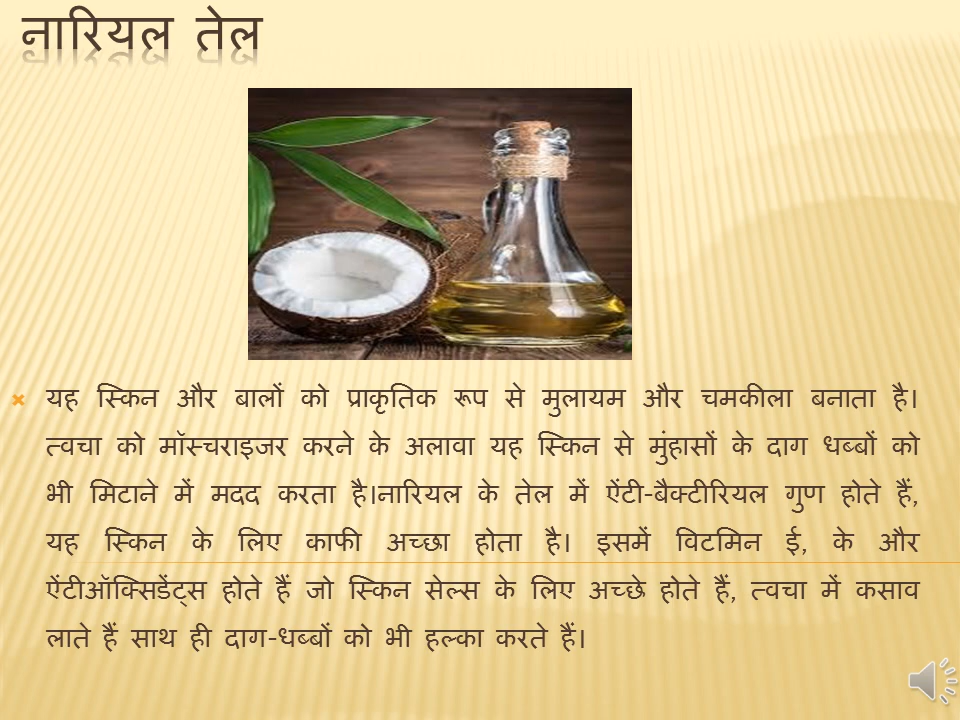 नारियल तेल
यह स्किन और बालों को प्राकृतिक रूप से मुलायम और चमकीला बनाता है।
त्वचा को मॉस्चराइजर करने के अलावा यह स्किन से मुंहासों के दाग धब्बों को
भी मिटाने में मदद करता है।नारियल के तेल में ऐंटी-बैक्टीरियल गुण होते हैं,
यह स्किन के लिए काफी अच्छा होता है। इसमें विटमिन ई, के और
ऐंटीऑक्सिडेंट्स होते हैं जो स्किन सेल्स के लिए अच्छे होते हैं, त्वचा में कसाव
लाते हैं साथ ही दाग-धब्बों को भी हल्का करते हैं।